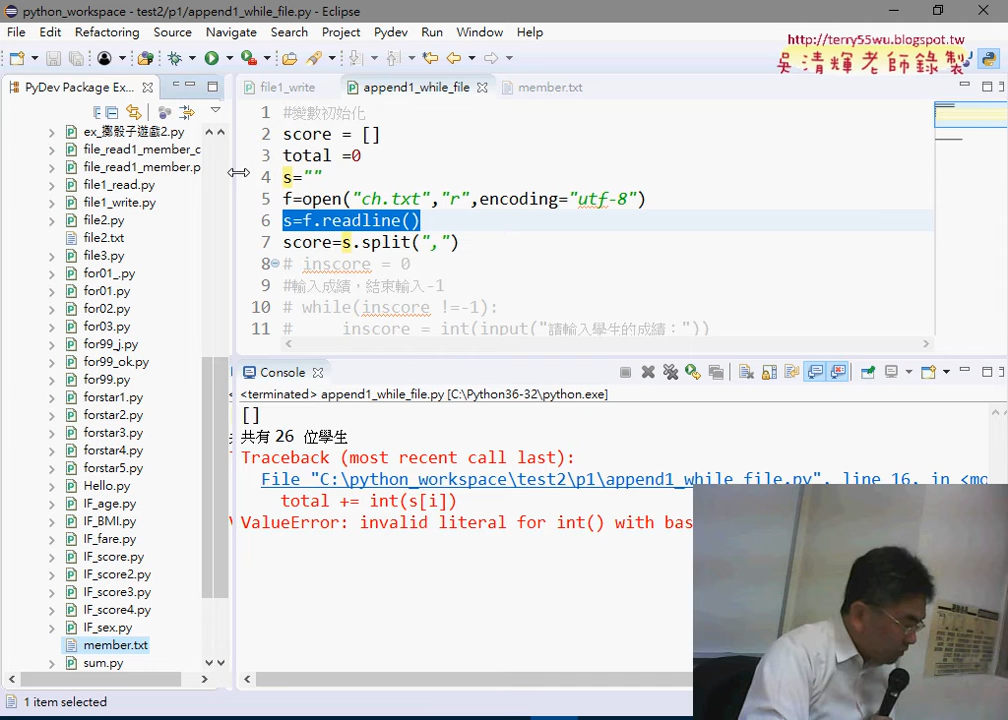 python_workspace - test2/p1/append1_while_file.py - Eclipse
File Edit Refactoring Source Navigate Search Project Pydev Run Window Help
http://terry55wu.blogspot.tw
吳清輝老師錄製
PyDev Package Ex...
file1_write append1_while_file member.txt
ex_擲骰子遊戲2.py
file_read1_member_c
file_read1_member.p
file1_read.py
file1_write.py
file2.py
file2.txt
file3.py
for01_.py
for01.py
for02.py
for03.py
for99_j.py
for99_ok.py
for99.py
forstar1.py
forstar2.py
forstar3.py
forstar4.py
forstar5.py
Hello.py
IF_age.py
IF_BMI.py
IF_fare.py
IF_score.py
IF_score2.py
IF_score3.py
IF_score4.py
IF_sex.py
member.txt
sum.py
1 #變數初始化
2 score = []
3 total =0
4 s=""
5 f=open("ch.txt","r",encoding="utf-8")
6 s=f.readline()
7 score=s.split(",")
8 # inscore = 0
9 #輸入成績，結束輸入-1
10 # while(inscore !=-1):
11 #     inscore = int(input("請輸入學生的成績："))
Console
<terminated> append1_while_file.py [C:\Python36-32\python.exe]
[]
共有 26 位學生
Traceback (most recent call last):
File "C:\python_workspace\test2\p1\append1_while_file.py", line 16, in <mo
total += int(s[i])
ValueError: invalid literal for int() with bas
1 item selected